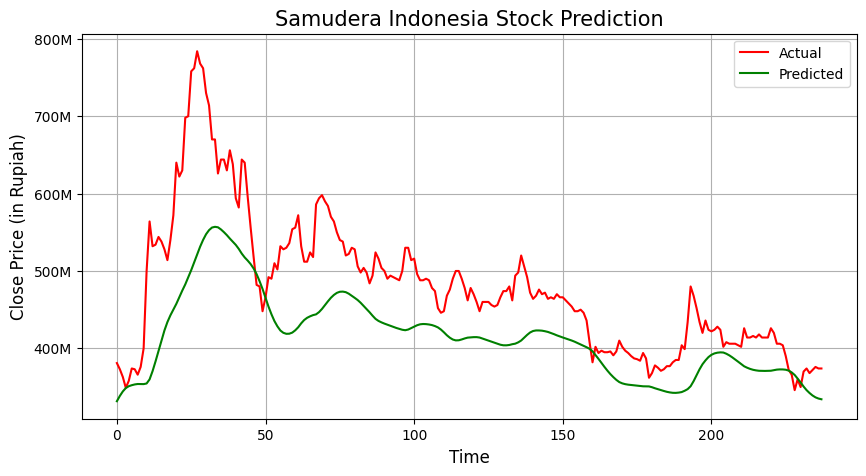 Samudera Indonesia Stock Prediction
800M
700M
600M
500M
400M
Close Price (in Rupiah)
Actual
Predicted
0
50
100
150
200
Time